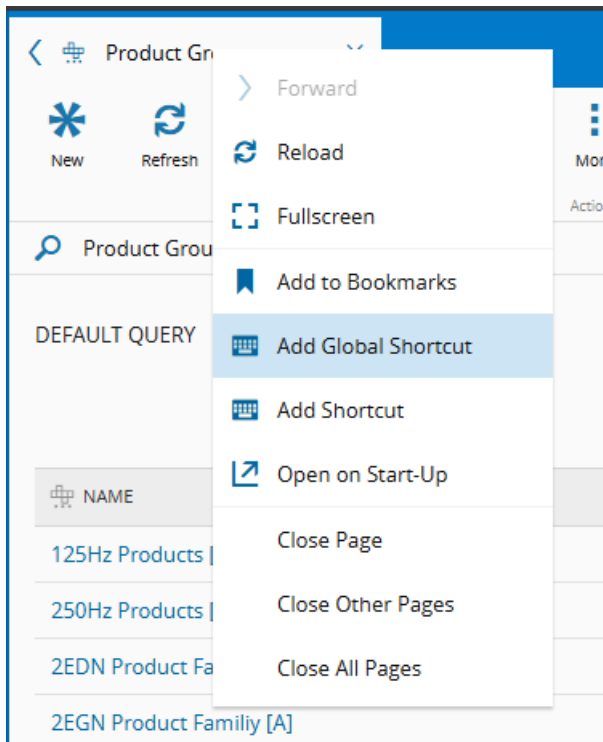 Product Gr
New
Refresh
Mor
Actio
Product Grou
DEFAULT QUERY
NAME
125Hz Products [
250Hz Products [
2EDN Product Fa
2EGN Product Familiy [A]
Forward
Reload
Fullscreen
Add to Bookmarks
Add Global Shortcut
Add Shortcut
Open on Start-Up
Close Page
Close Other Pages
Close All Pages